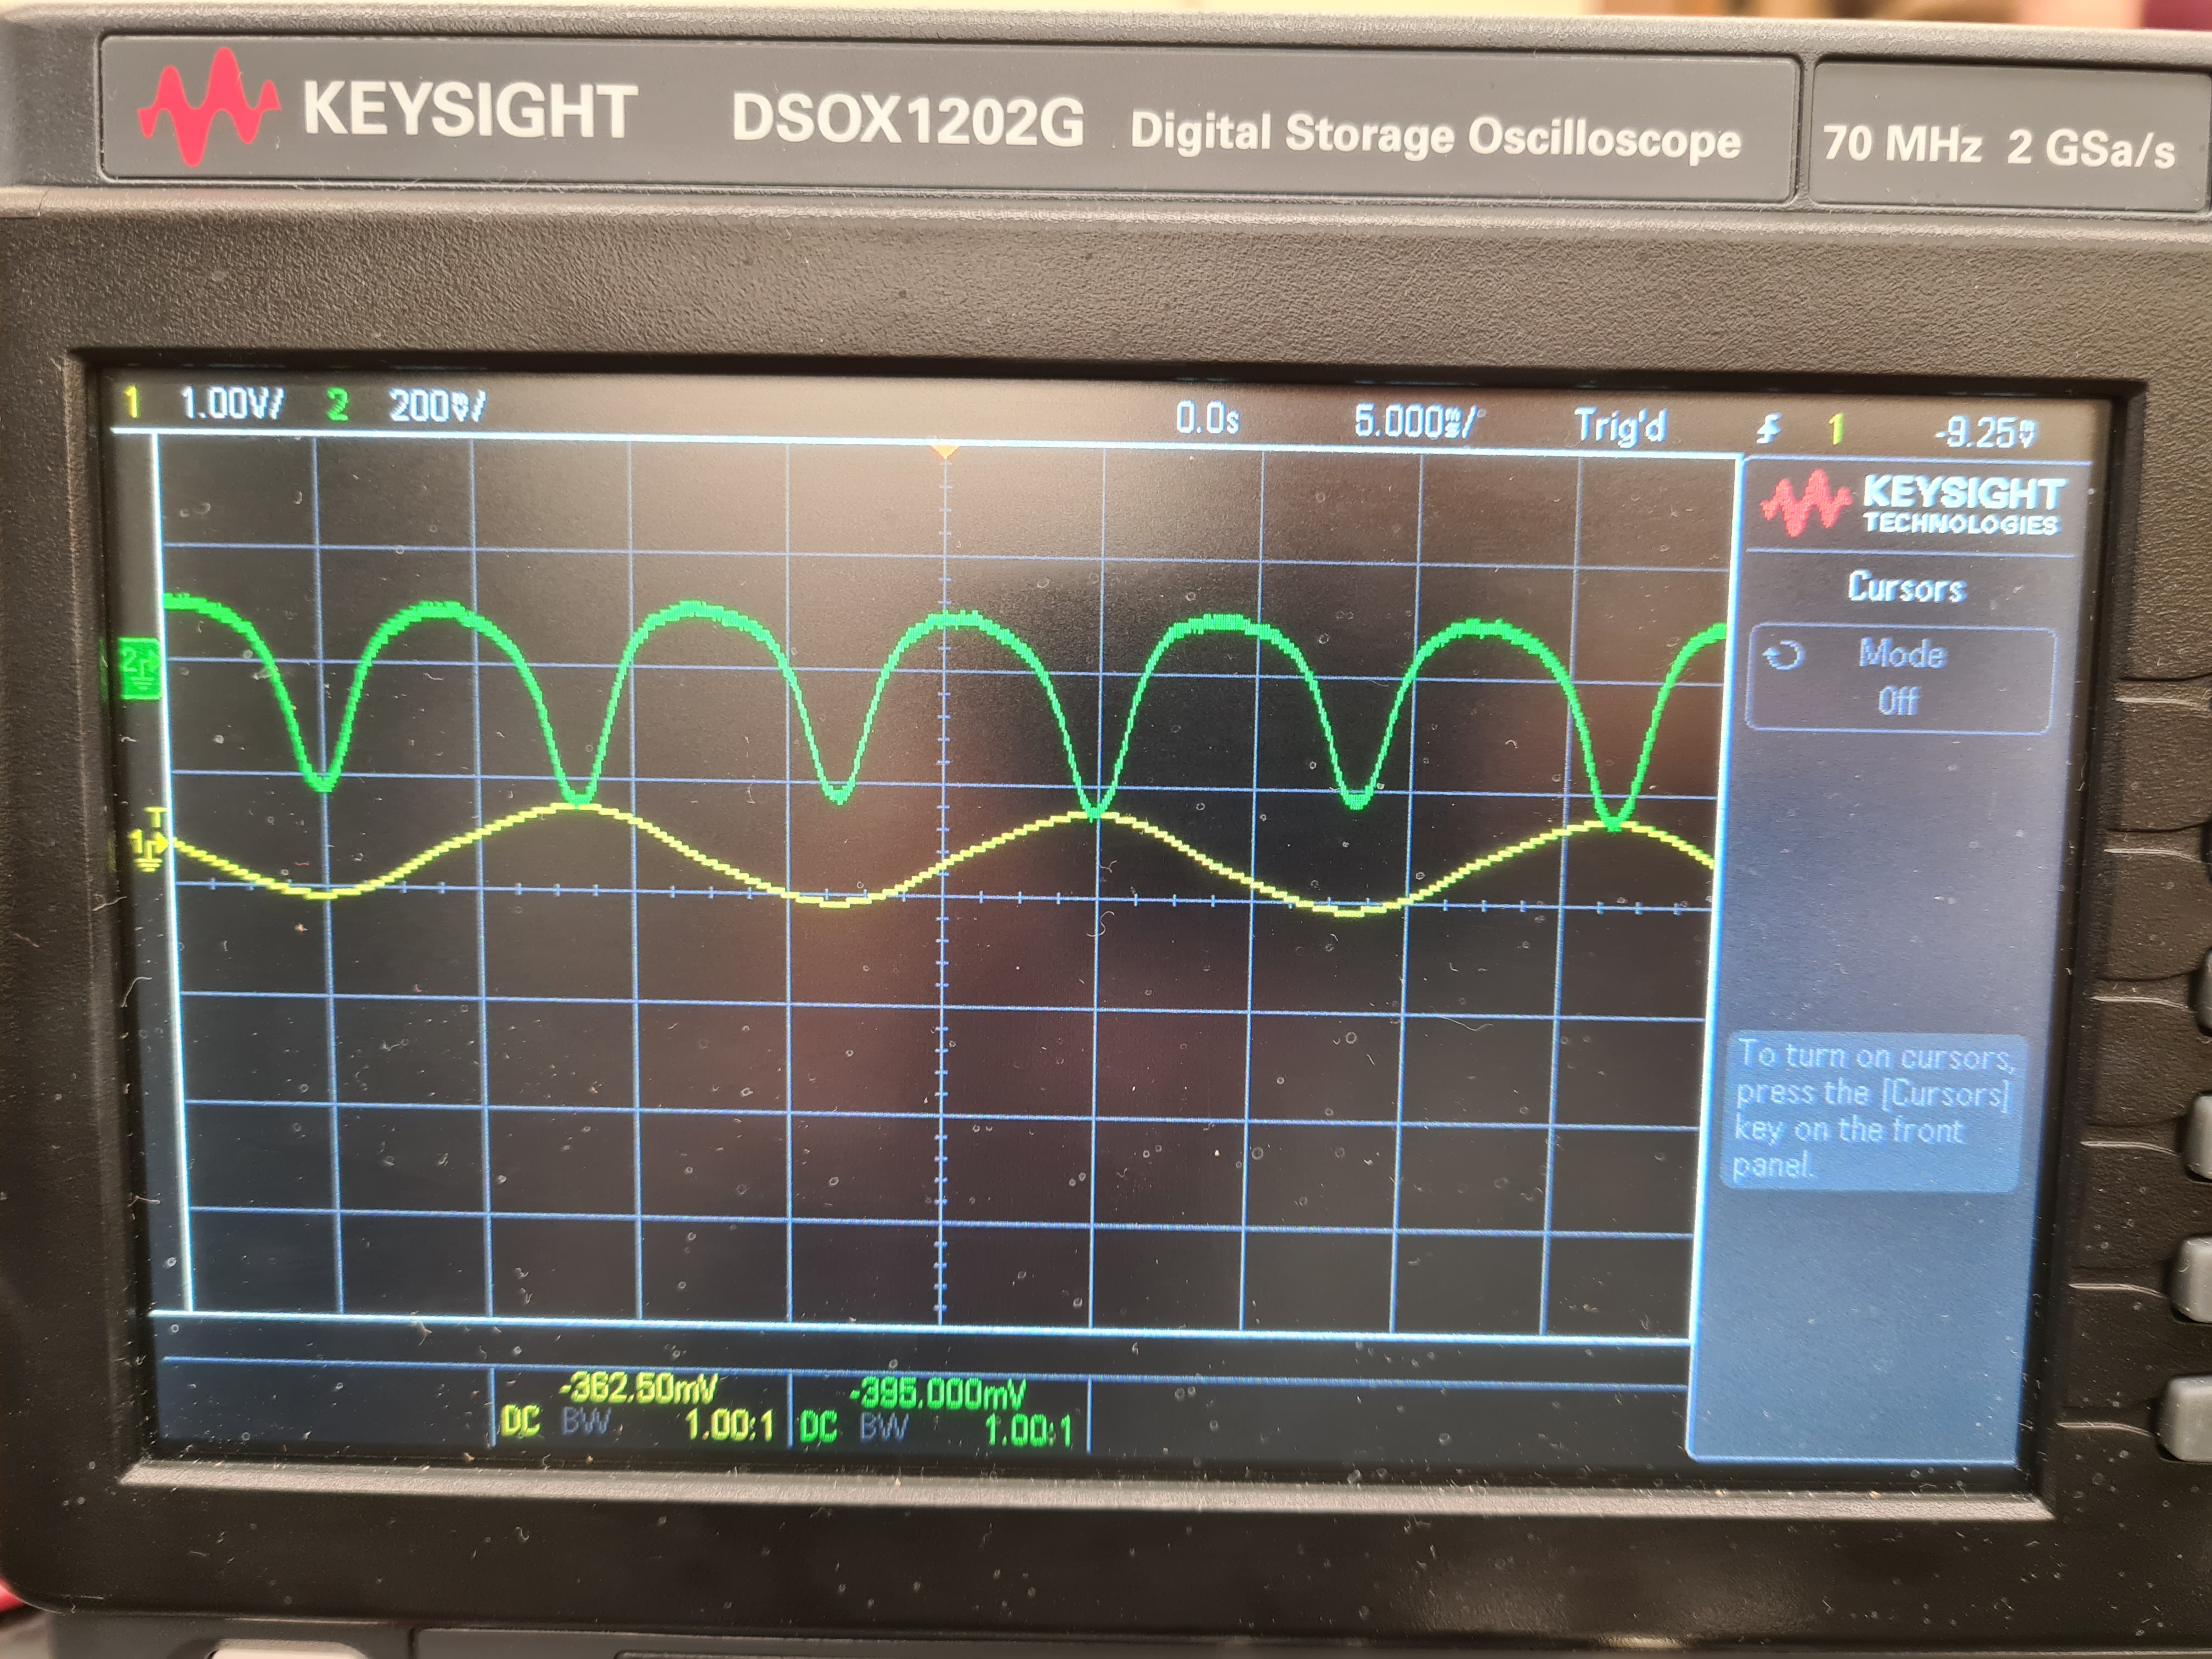 KEYSIGHT DSOX1202G Digital Storage Oscilloscope 70 MHz 2 GSa/s
1 1.00V/ 2 200mV/ 0.0s 5.000ms/ Trig'd 1 -9.25mV
KEYSIGHT
TECHNOLOGIES
Cursors
Mode
Off
2
T
1
To turn on cursors,
press the [Cursors]
key on the front
panel.
-362.50mV -395.000mV
DC BW 1.00:1 DC BW 1.00:1